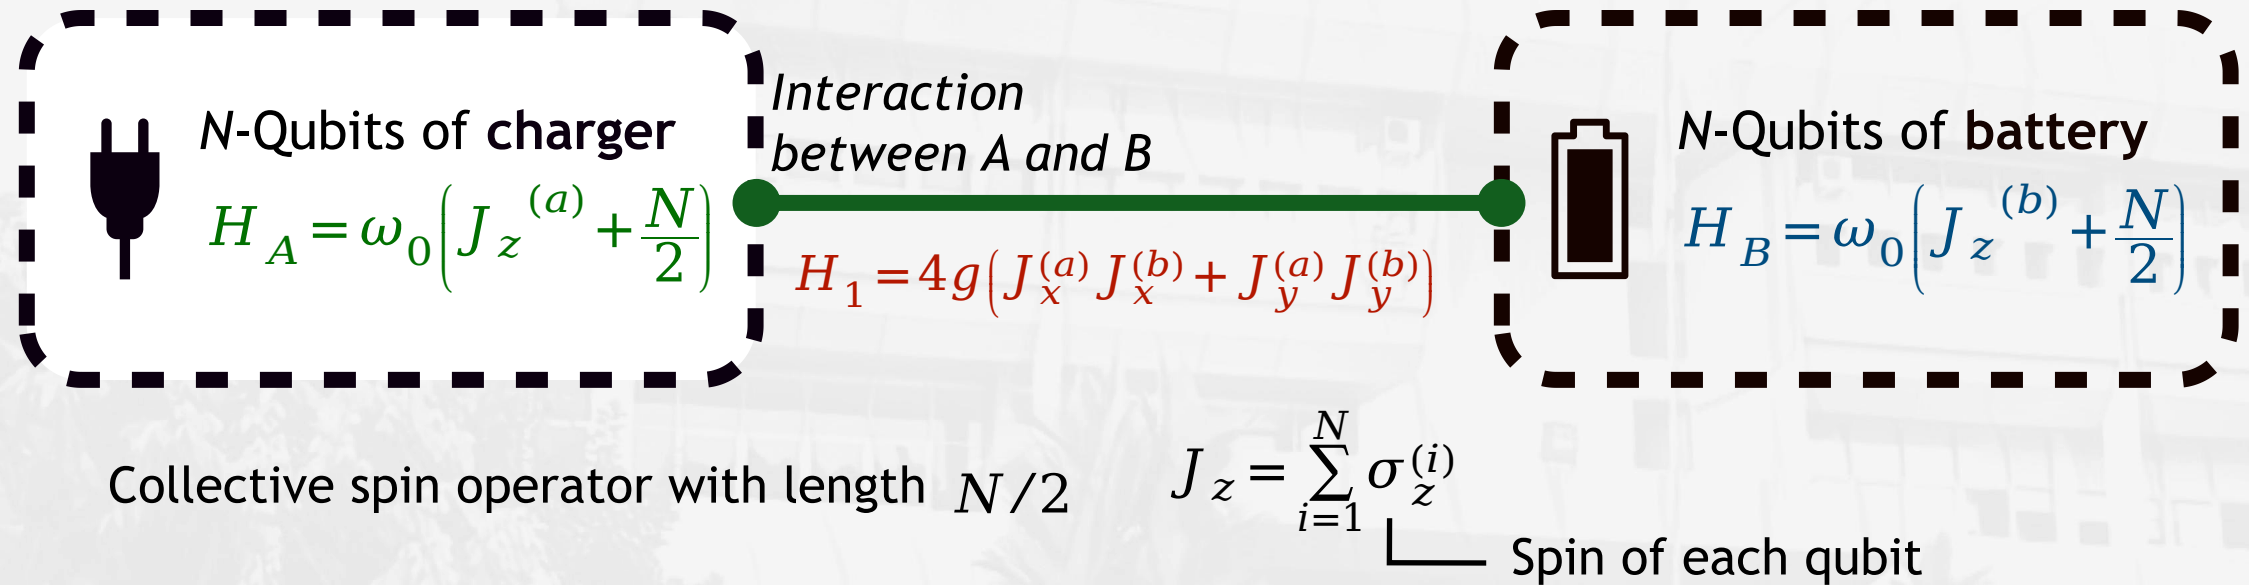 N-Qubits of charger
H_A = ω_0 ( J_z^(a) + N/2 )
Interaction
between A and B
H_1 = 4g ( J_x^(a) J_x^(b) + J_y^(a) J_y^(b) )
N-Qubits of battery
H_B = ω_0 ( J_z^(b) + N/2 )
Collective spin operator with length N/2
J_z = ∑_{i=1}^{N} σ_z^(i)
Spin of each qubit